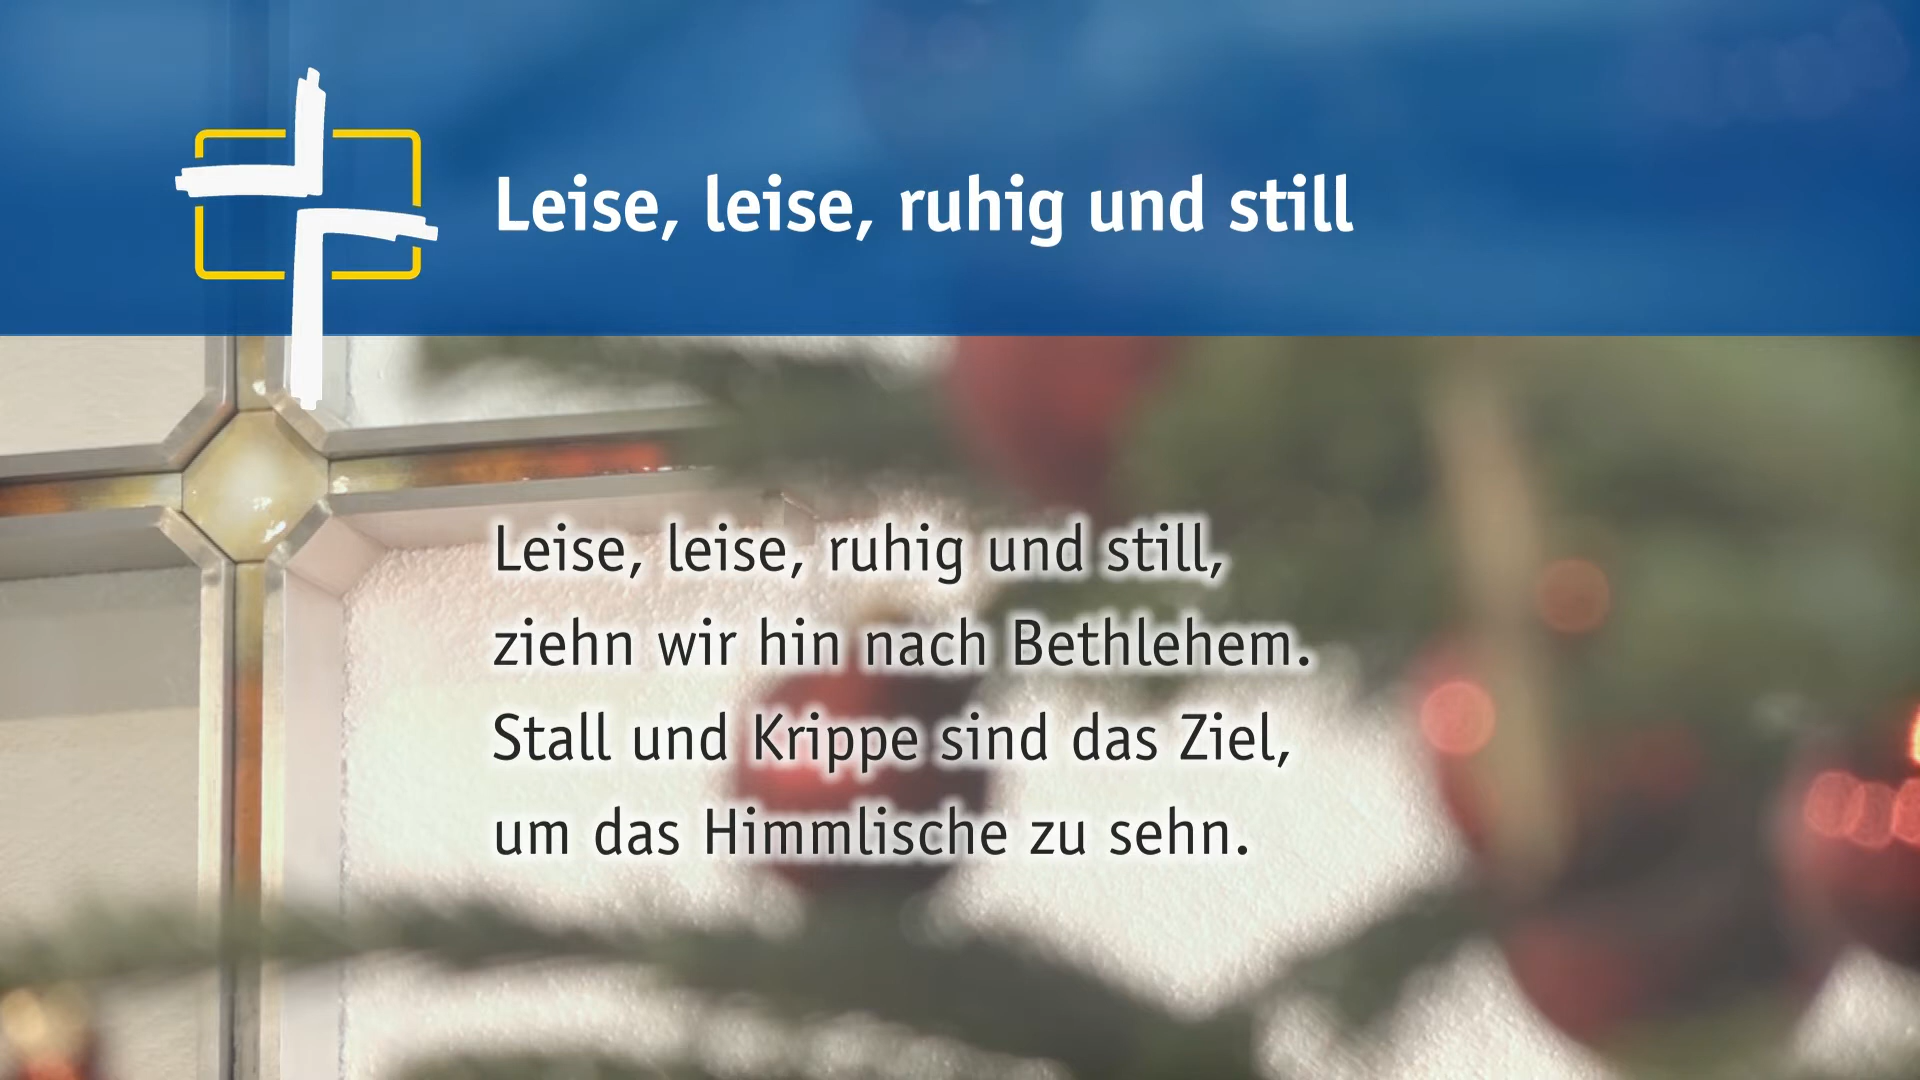 Leise, leise, ruhig und still
Leise, leise, ruhig und still,
ziehn wir hin nach Bethlehem.
Stall und Krippe sind das Ziel,
um das Himmlische zu sehn.